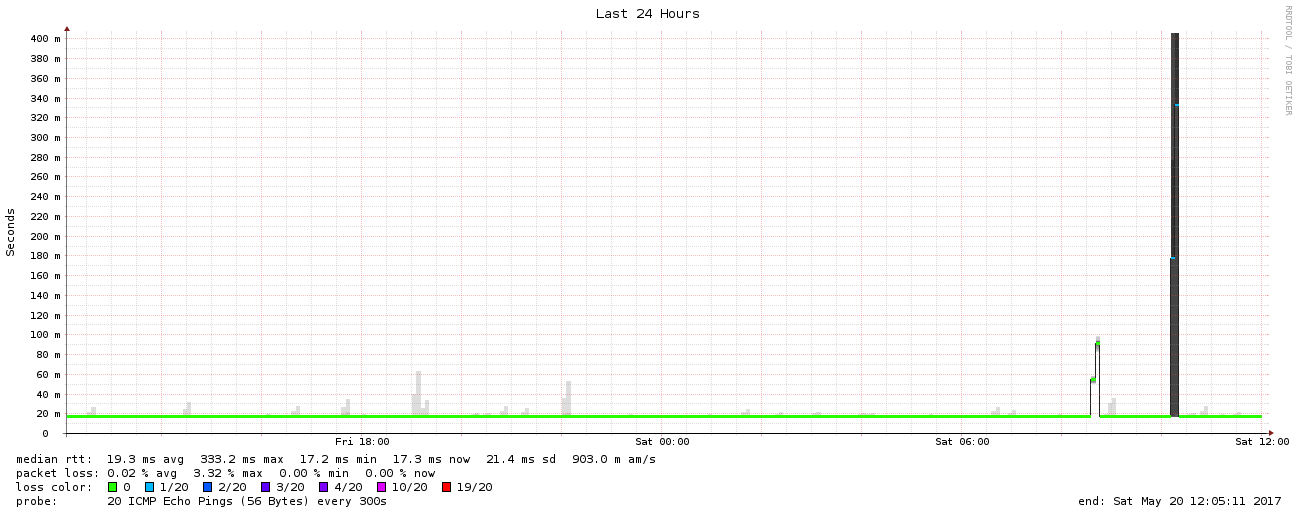 Last 24 Hours
RRDTOOL / TOBI OETIKER
Seconds
400 m
380 m
360 m
340 m
320 m
300 m
280 m
260 m
240 m
220 m
200 m
180 m
160 m
140 m
120 m
100 m
80 m
60 m
40 m
20 m
0
Fri 18:00 Sat 00:00 Sat 06:00 Sat 12:00
median rtt: 19.3 ms avg 333.2 ms max 17.2 ms min 17.3 ms now 21.4 ms sd 903.0 m am/s
packet loss: 0.02 % avg 3.32 % max 0.00 % min 0.00 % now
loss color: 0 1/20 2/20 3/20 4/20 10/20 19/20
probe: 20 ICMP Echo Pings (56 Bytes) every 300s end: Sat May 20 12:05:11 2017